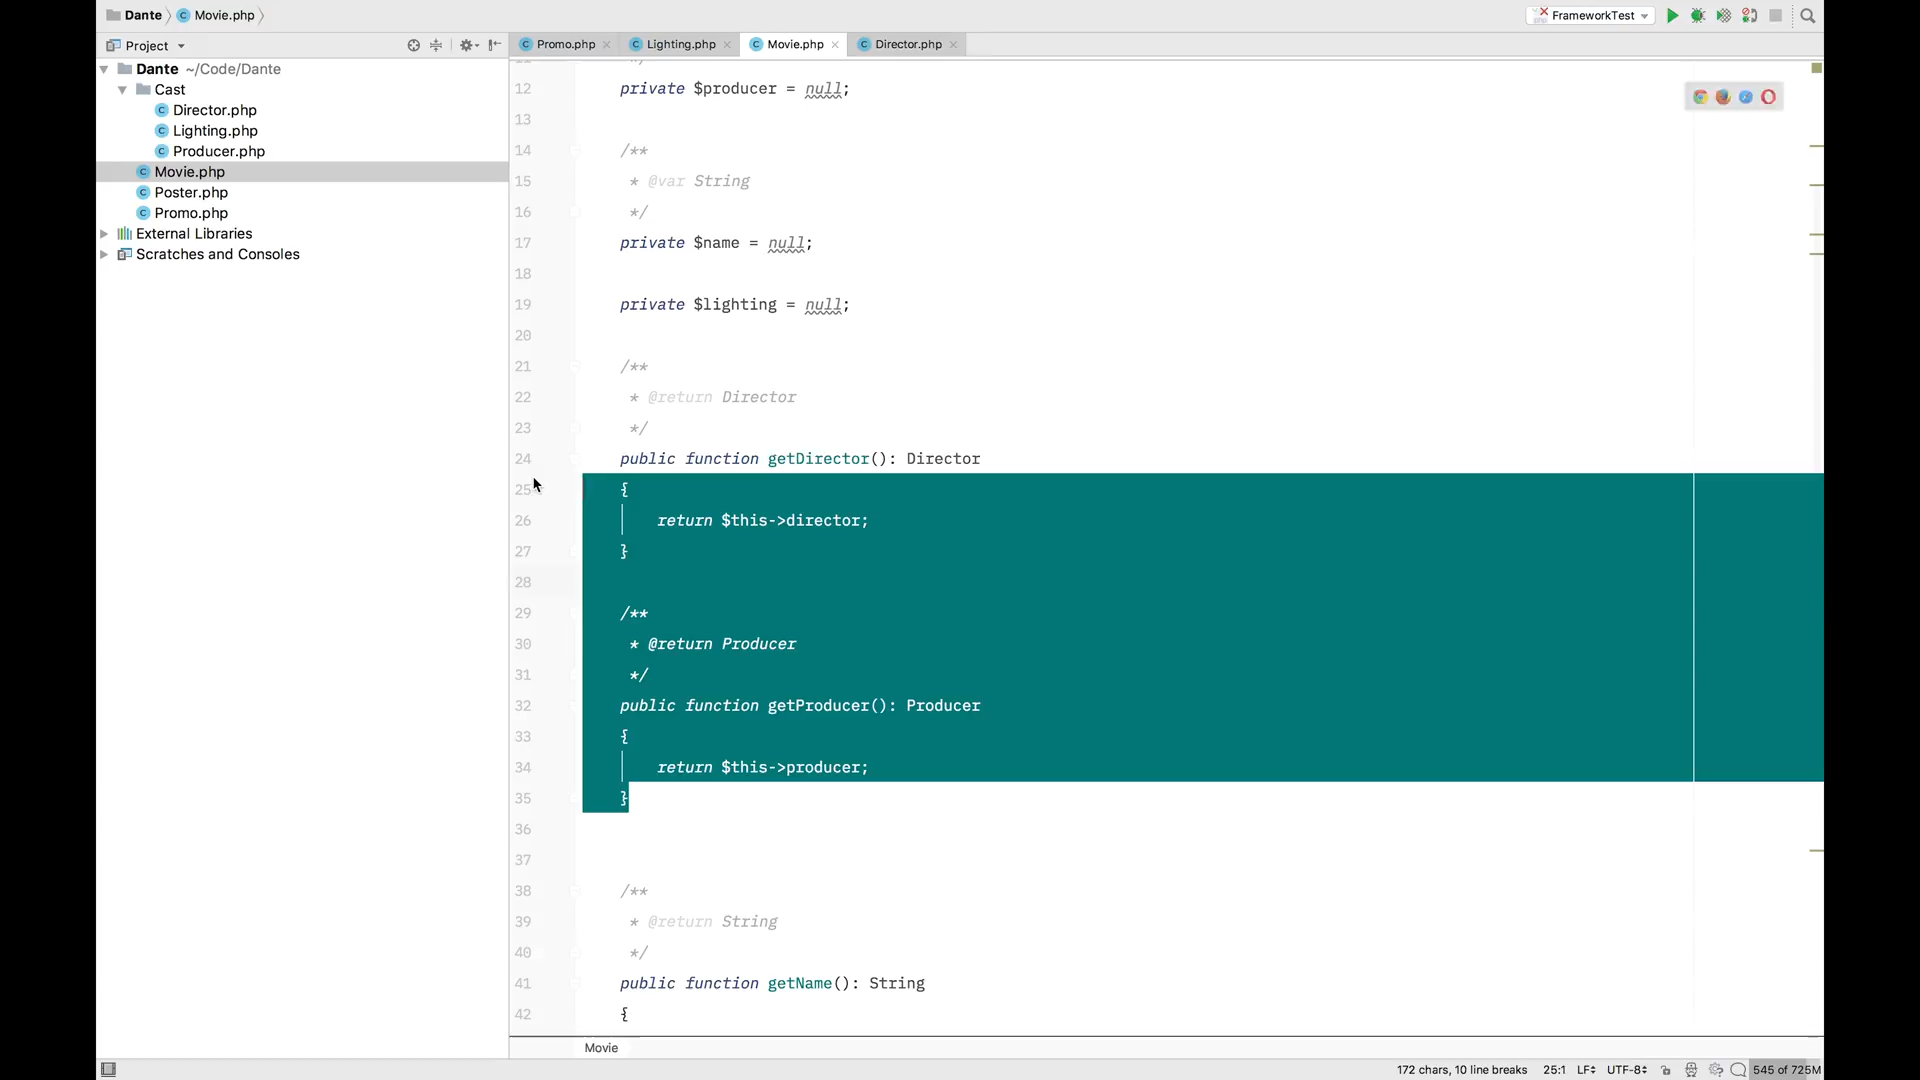 Dante
Movie.php
FrameworkTest
Project
Promo.php
Lighting.php
Movie.php
Director.php
Dante ~/Code/Dante
Cast
Director.php
Lighting.php
Producer.php
Movie.php
Poster.php
Promo.php
External Libraries
Scratches and Consoles
11 */
12 private $producer = null;
13
14 /**
15 * @var String
16 */
17 private $name = null;
18
19 private $lighting = null;
20
21 /**
22 * @return Director
23 */
24 public function getDirector(): Director
25 {
26 return $this->director;
27 }
28
29 /**
30 * @return Producer
31 */
32 public function getProducer(): Producer
33 {
34 return $this->producer;
35 }
36
37
38 /**
39 * @return String
40 */
41 public function getName(): String
42 {
Movie
172 chars, 10 line breaks 25:1 LF UTF-8 545 of 725M